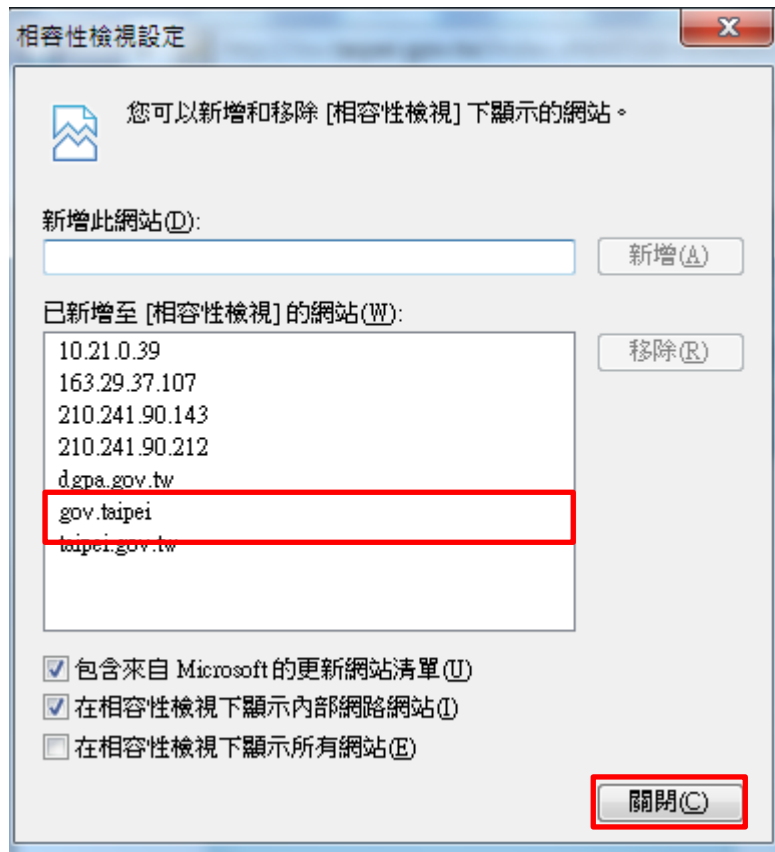 相容性檢視設定
您可以新增和移除 [相容性檢視] 下顯示的網站。
新增此網站(D):
新增(A)
已新增至 [相容性檢視] 的網站(W):
10.21.0.39
移除(R)
163.29.37.107
210.241.90.143
210.241.90.212
dgpa.gov.tw
gov.taipei
taipei.gov.tw
包含來自 Microsoft 的更新網站清單(U)
在相容性檢視下顯示內部網路網站(I)
在相容性檢視下顯示所有網站(E)
關閉(C)